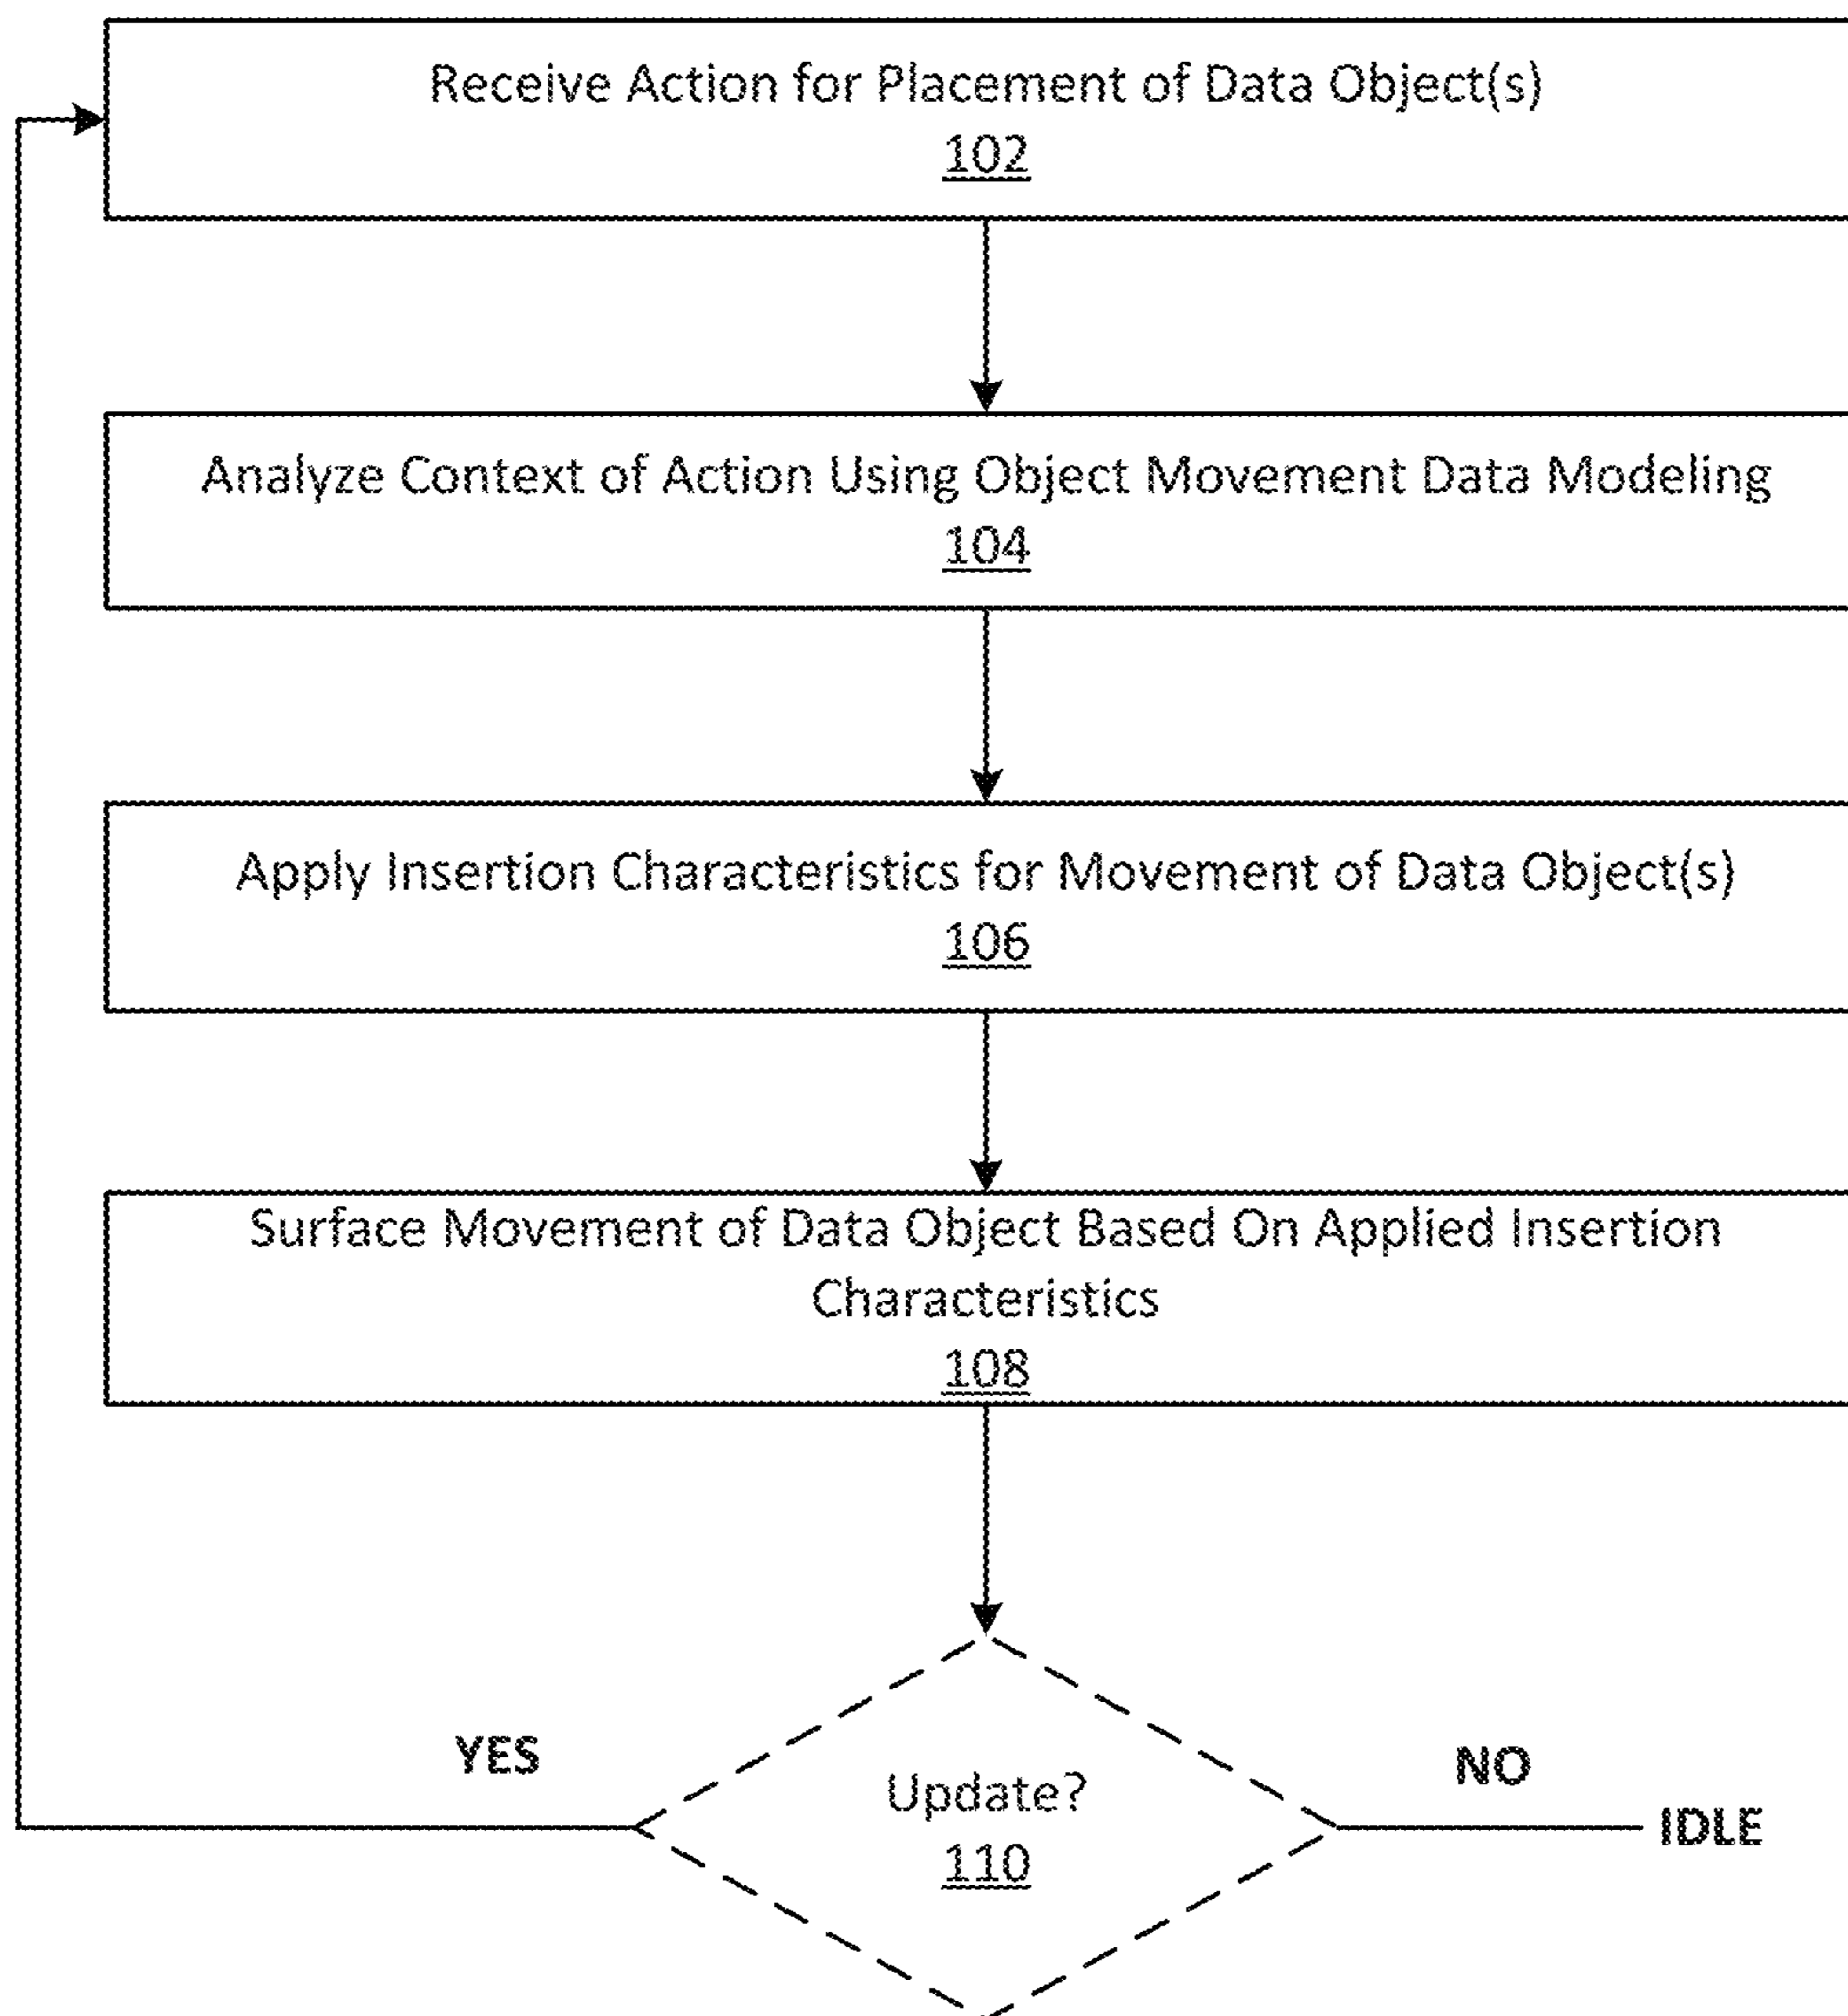 Receive Action for Placement of Data Object(s)
102
Analyze Context of Action Using Object Movement Data Modeling
104
Apply Insertion Characteristics for Movement of Data Object(s)
106
Surface Movement of Data Object Based On Applied Insertion
Characteristics
108
YES
NO
Update?
IDLE
110